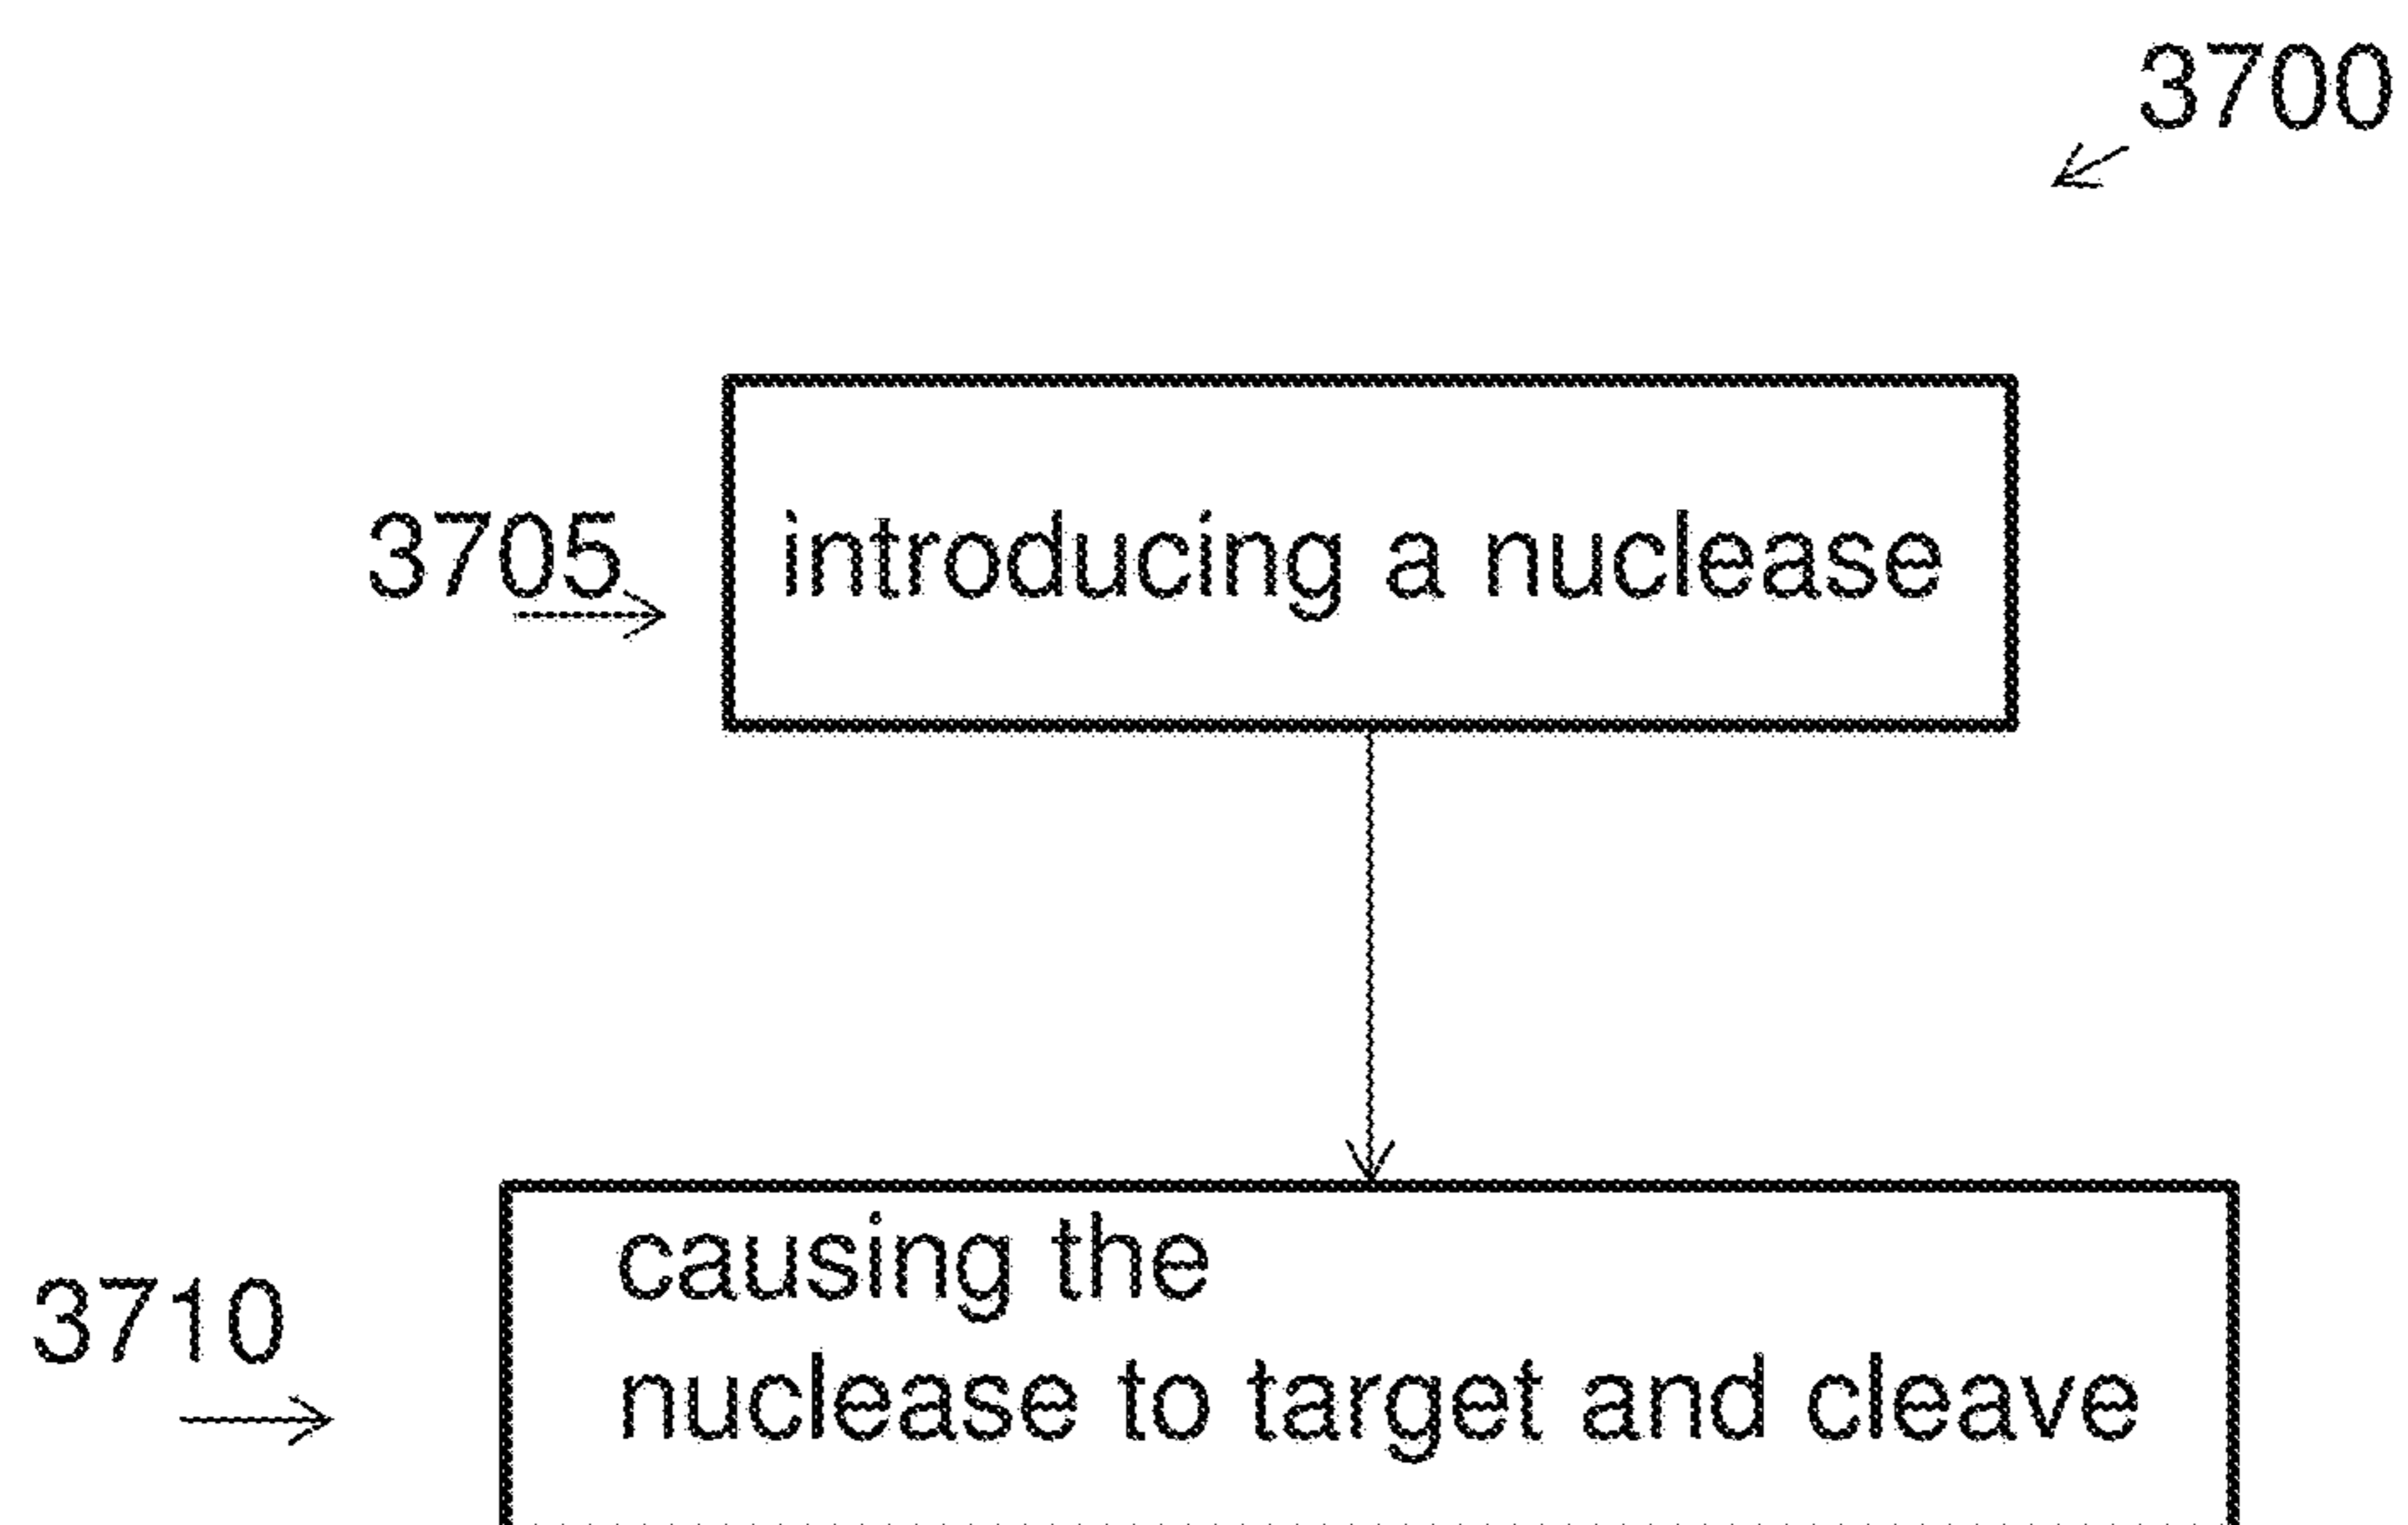 3700
3705
introducing a nuclease
causing the
3710
nuclease to target and cleave